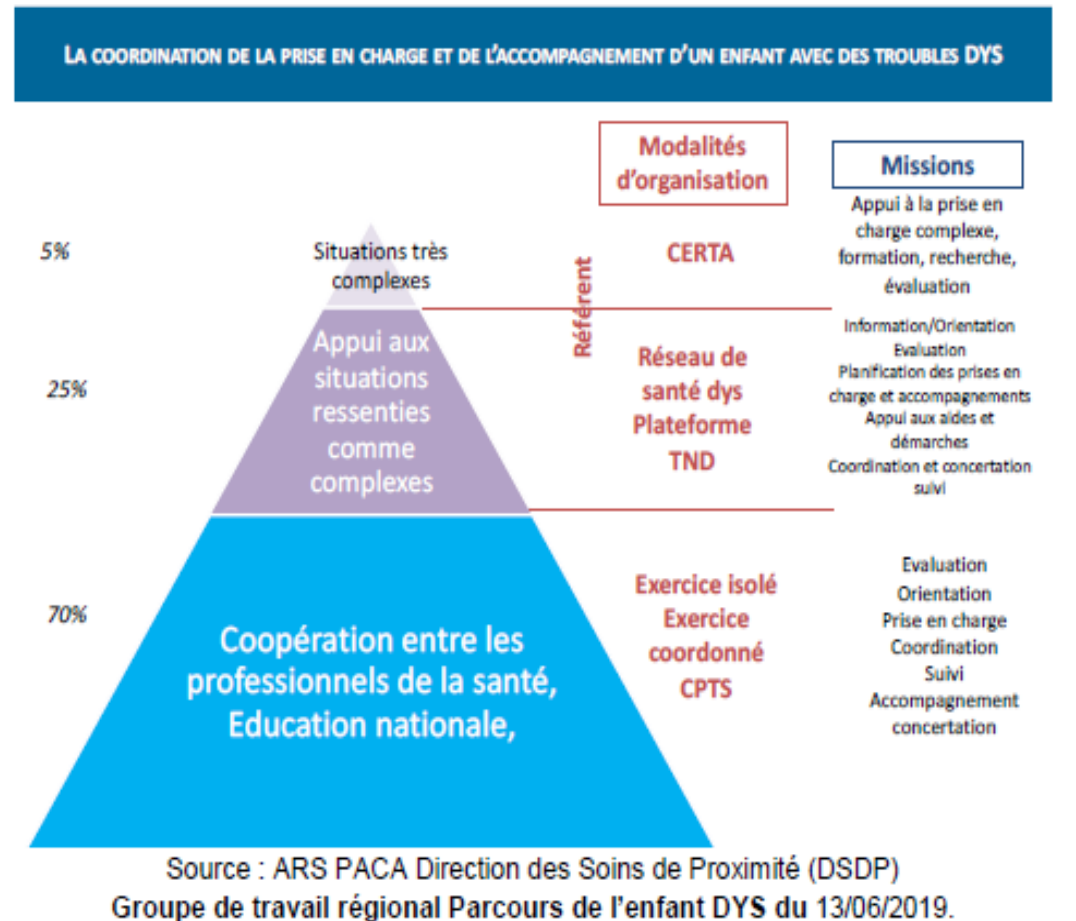 LA COORDINATION DE LA PRISE EN CHARGE ET DE L'ACCOMPAGNEMENT D'UN ENFANT AVEC DES TROUBLES DYS
Modalités
d'organisation
Missions
5%
Situations très
complexes
Référent
CERTA
Appui à la prise en
charge complexe,
formation, recherche,
évaluation
25%
Appui aux
situations
ressenties
comme
complexes
Réseau de
santé dys
Plateforme
TND
Information/Orientation
Evaluation
Planification des prises en
charge et accompagnements
Appui aux aides et
démarches
Coordination et concertation
suivi
70%
Coopération entre les
professionnels de la santé,
Education nationale,
Exercice isolé
Exercice
coordonné
CPTS
Evaluation
Orientation
Prise en charge
Coordination
Suivi
Accompagnement
concertation
Source : ARS PACA Direction des Soins de Proximité (DSDP)
Groupe de travail régional Parcours de l'enfant DYS du 13/06/2019.